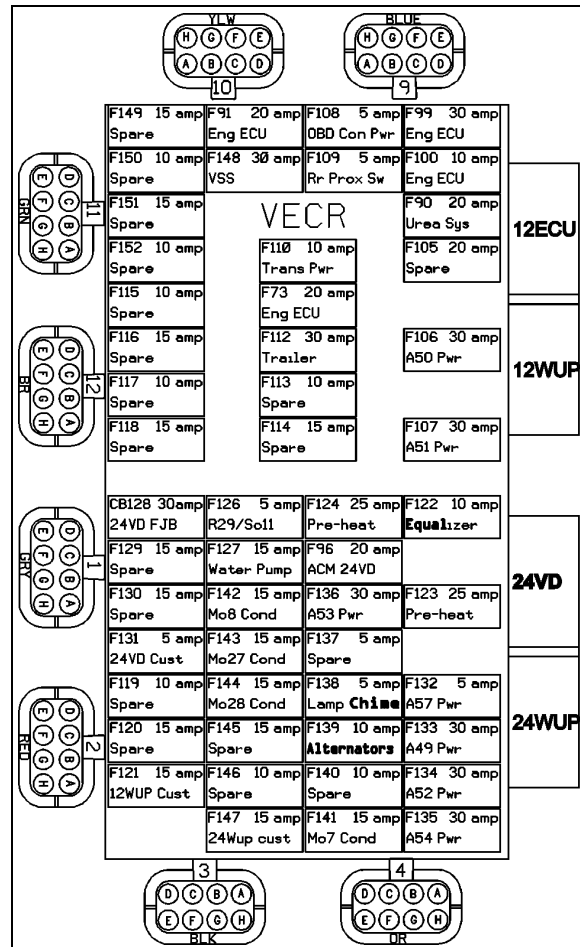 YLW
BLUE
H G F E
H G F E
A B C D
A B C D
10
9
F149 15 amp
Spare
F91 20 amp
Eng ECU
F108 5 amp
OBD Con Pwr
F99 30 amp
Eng ECU
F150 10 amp
Spare
F148 30 amp
VSS
F109 5 amp
Rr Prox Sw
F100 10 amp
Eng ECU
GRN
E D
F C
G B
H A
11
F151 15 amp
Spare
VECR
F90 20 amp
Urea Sys
12ECU
F152 10 amp
Spare
F110 10 amp
Trans Pwr
F105 20 amp
Spare
F115 10 amp
Spare
F73 20 amp
Eng ECU
F116 15 amp
Spare
F112 30 amp
Trailer
F106 30 amp
A50 Pwr
12WUP
BR
E D
F C
G B
H A
12
F117 10 amp
Spare
F113 10 amp
Spare
F118 15 amp
Spare
F114 15 amp
Spare
F107 30 amp
A51 Pwr
CB128 30amp
24VD FJB
F126 5 amp
R29/Sol1
F124 25 amp
Pre-heat
F122 10 amp
Equalizer
GRY
E D
F C
G B
H A
1
F129 15 amp
Spare
F127 15 amp
Water Pump
F96 20 amp
ACM 24VD
24VD
F130 15 amp
Spare
F142 15 amp
Mo8 Cond
F136 30 amp
A53 Pwr
F123 25 amp
Pre-heat
F131 5 amp
24VD Cust
F143 15 amp
Mo27 Cond
F137 5 amp
Spare
F119 10 amp
Spare
F144 15 amp
Mo28 Cond
F138 5 amp
Lamp Chime
F132 5 amp
A57 Pwr
24WUP
RED
E D
F C
G B
H A
2
F120 15 amp
Spare
F145 15 amp
Spare
F139 10 amp
Alternators
F133 30 amp
A49 Pwr
F121 15 amp
12WUP Cust
F146 10 amp
Spare
F140 10 amp
Spare
F134 30 amp
A52 Pwr
F147 15 amp
24Wup cust
F141 15 amp
Mo7 Cond
F135 30 amp
A54 Pwr
3
4
D C B A
D C B A
E F G H
E F G H
BLK
OR